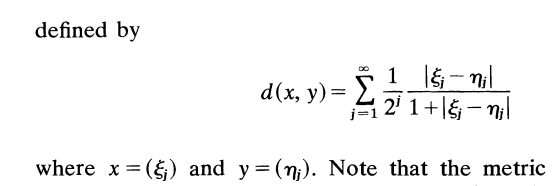 defined by
d(x, y) = ∑_{j=1}^{∞} \frac{1}{2^j} \frac{|ξ_j − η_j|}{1 + |ξ_j − η_j|}
where x = (ξ_j) and y = (η_j). Note that the metric